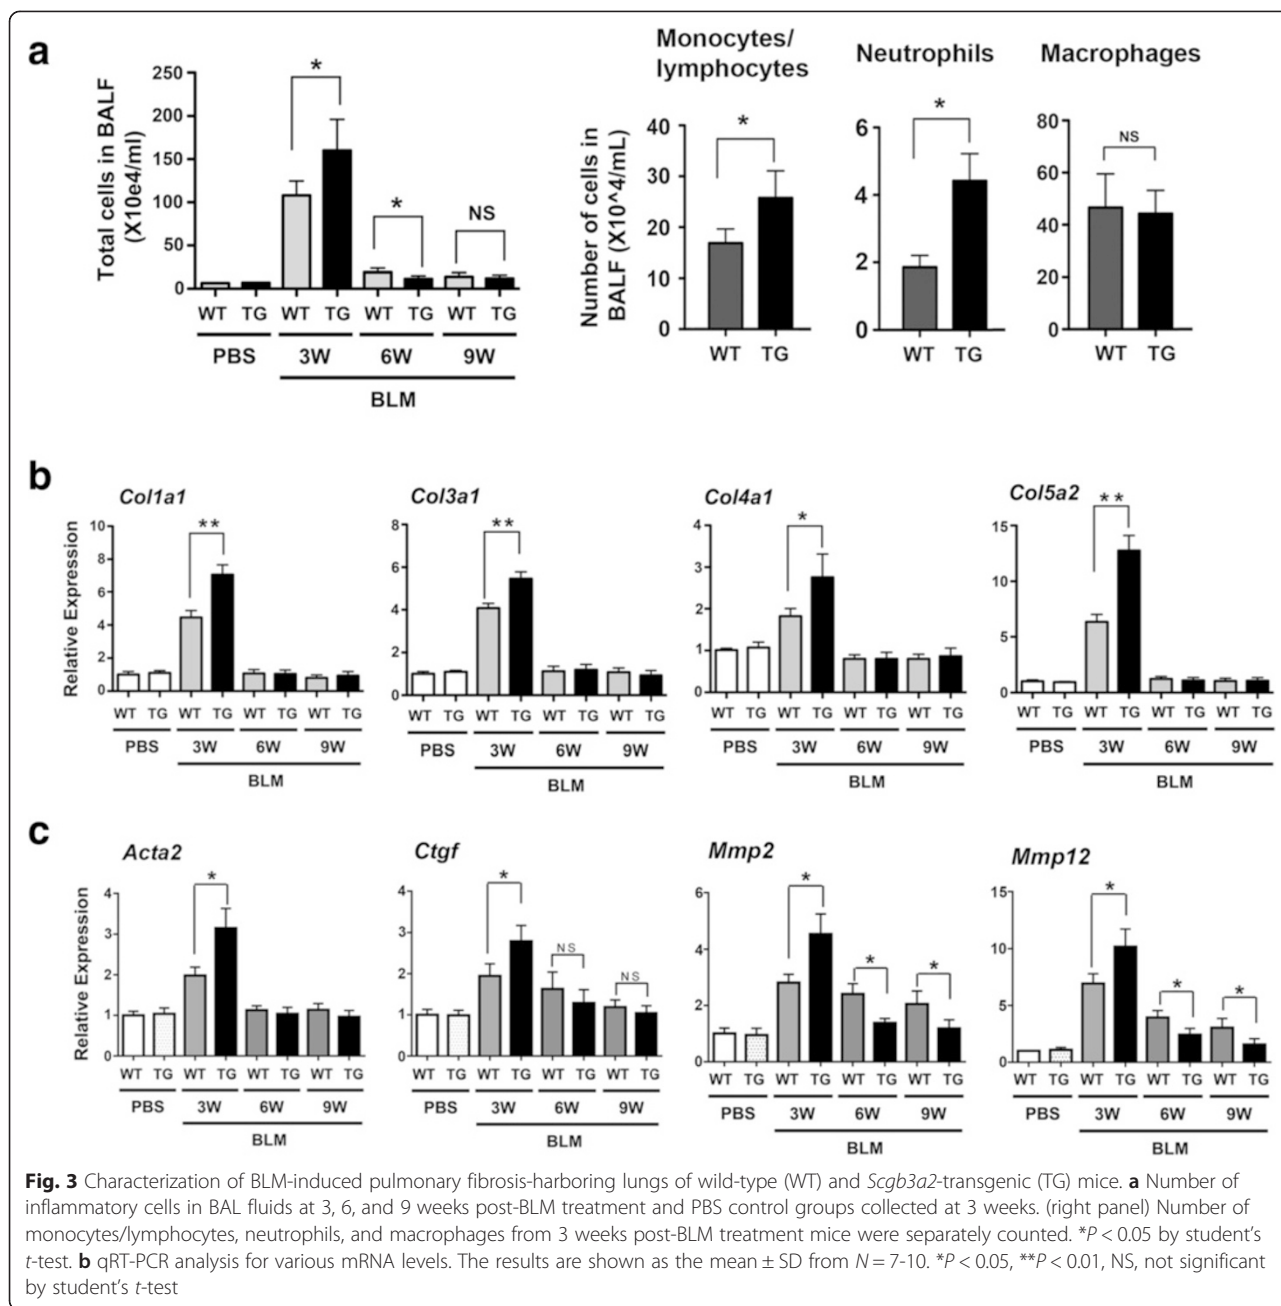 a
Total cells in BALF
(X10e4/ml)
250
200
150
100
50
0
*
*
NS
WT TG WT TG WT TG WT TG
PBS 3W 6W 9W
BLM
Monocytes/
lymphocytes
Number of cells in
BALF (X10^4/mL)
40
30
20
10
0
*
WT TG
Neutrophils
6
4
2
0
*
WT TG
Macrophages
80
60
40
20
0
NS
WT TG
b
Col1a1
Relative Expression
10
8
6
4
2
0
**
WT TG WT TG WT TG WT TG
PBS 3W 6W 9W
BLM
Col3a1
8
6
4
2
0
**
WT TG WT TG WT TG WT TG
PBS 3W 6W 9W
BLM
Col4a1
4
3
2
1
0
*
WT TG WT TG WT TG WT TG
PBS 3W 6W 9W
BLM
Col5a2
15
10
5
0
**
WT TG WT TG WT TG WT TG
PBS 3W 6W 9W
BLM
c
Acta2
Relative Expression
4
3
2
1
0
*
WT TG WT TG WT TG WT TG
PBS 3W 6W 9W
BLM
Ctgf
4
3
2
1
0
*
NS
NS
WT TG WT TG WT TG WT TG
PBS 3W 6W 9W
BLM
Mmp2
6
4
2
0
*
*
*
WT TG WT TG WT TG WT TG
PBS 3W 6W 9W
BLM
Mmp12
15
10
5
0
*
*
*
WT TG WT TG WT TG WT TG
PBS 3W 6W 9W
BLM
Fig. 3 Characterization of BLM-induced pulmonary fibrosis-harboring lungs of wild-type (WT) and Scgb3a2-transgenic (TG) mice. a Number of
inflammatory cells in BAL fluids at 3, 6, and 9 weeks post-BLM treatment and PBS control groups collected at 3 weeks. (right panel) Number of
monocytes/lymphocytes, neutrophils, and macrophages from 3 weeks post-BLM treatment mice were separately counted. *P < 0.05 by student's
t-test. b qRT-PCR analysis for various mRNA levels. The results are shown as the mean ± SD from N = 7-10. *P < 0.05, **P < 0.01, NS, not significant
by student's t-test